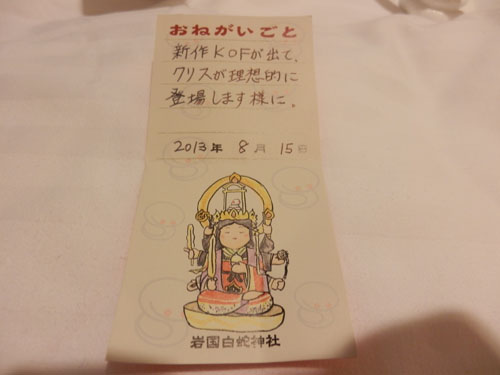 おねがいごと
新作KOFが出て、
クリスが理想的に
登場します様に。
2013年 8月 15日
岩国白蛇神社